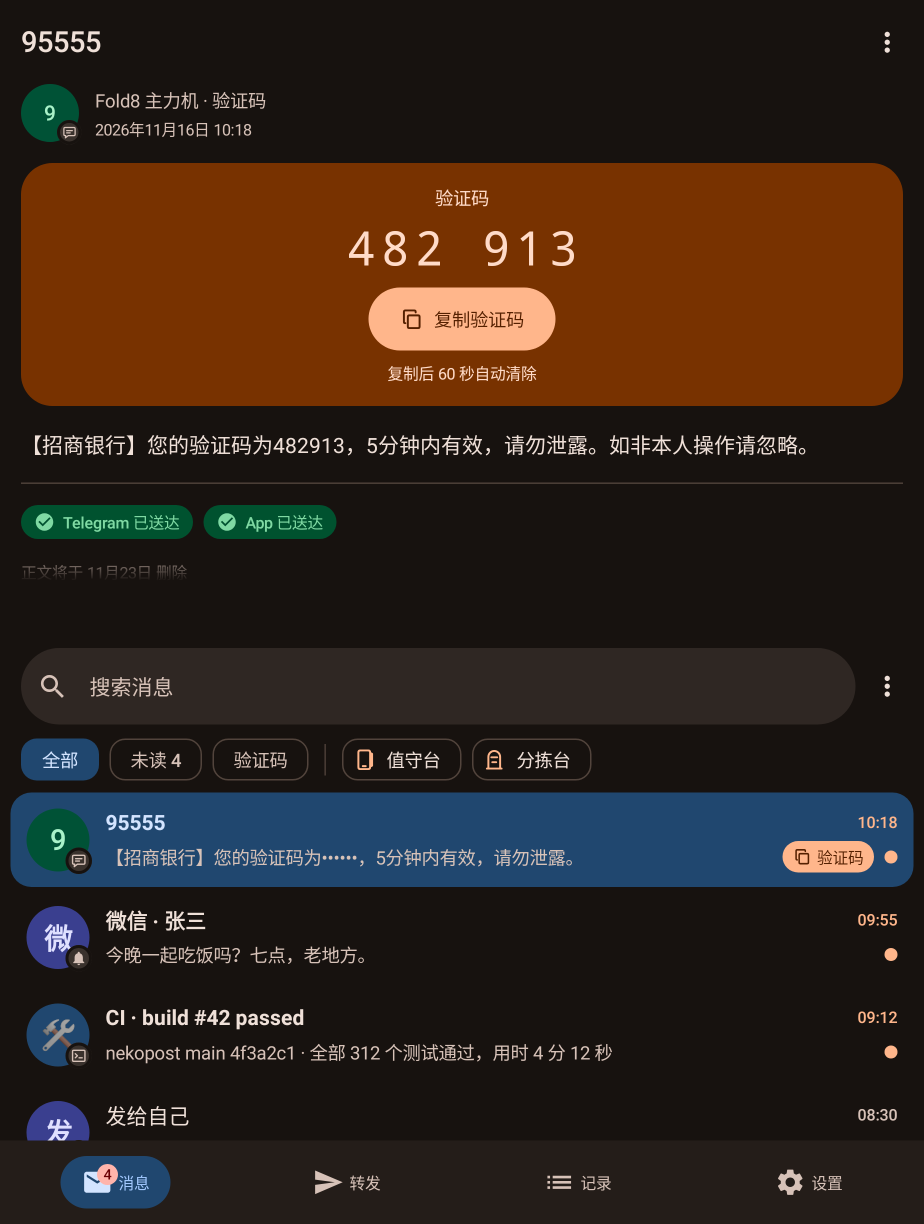 95555
9
Fold8 主力机 · 验证码
2026年11月16日 10:18
验证码
482 913
复制验证码
复制后 60 秒自动清除
【招商银行】您的验证码为482913，5分钟内有效，请勿泄露。如非本人操作请忽略。
Telegram 已送达
App 已送达
正文将于 11月23日 删除
搜索消息
全部
未读 4
验证码
值守台
分拣台
9
95555
10:18
【招商银行】您的验证码为••••••，5分钟内有效，请勿泄露。
验证码
微
微信 · 张三
09:55
今晚一起吃饭吗？七点，老地方。
CI · build #42 passed
09:12
nekopost main 4f3a2c1 · 全部 312 个测试通过，用时 4 分 12 秒
发
发给自己
08:30
4
消息
转发
记录
设置